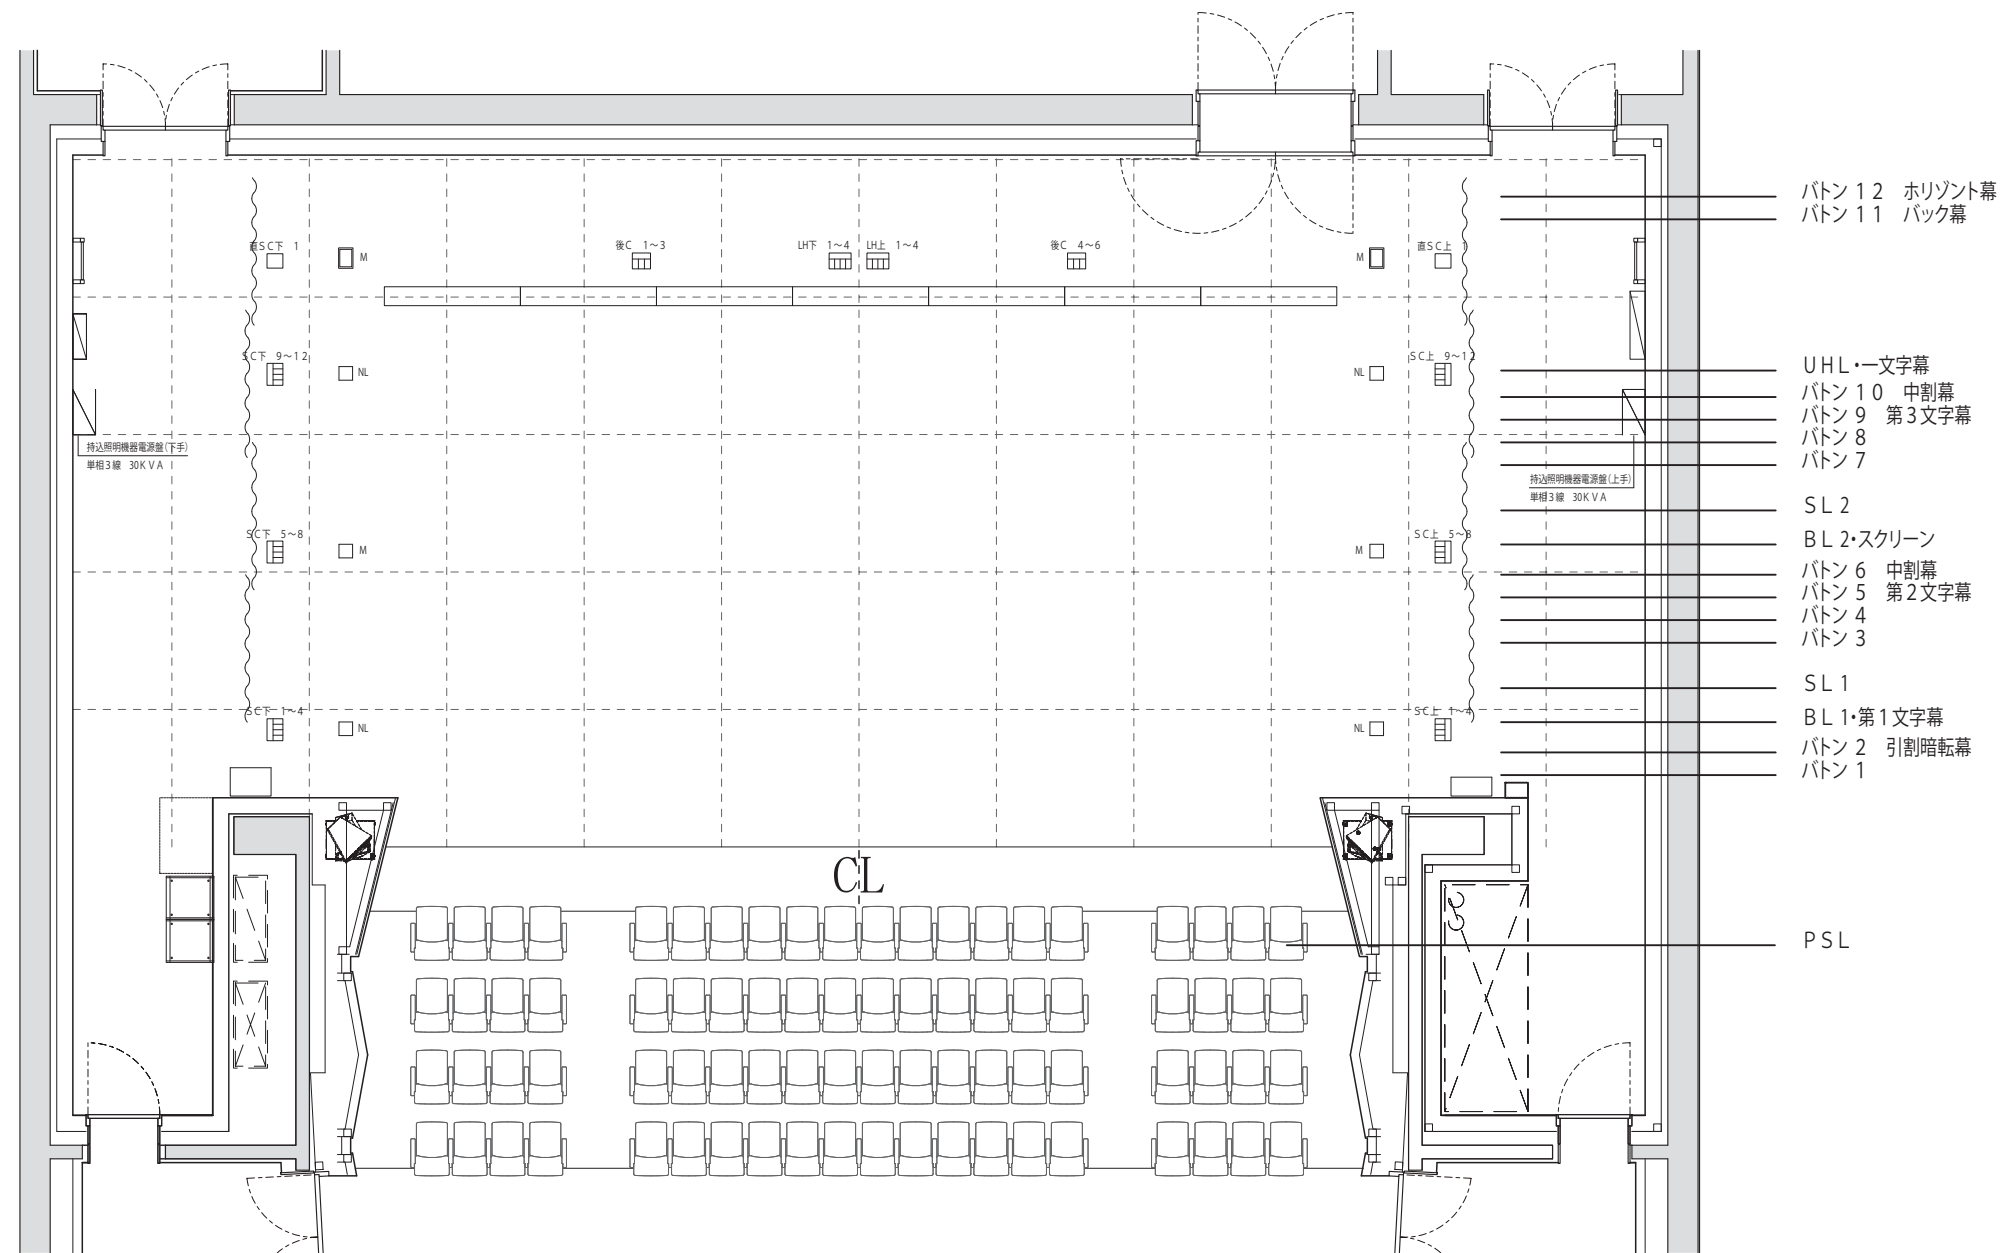 バトン 12 ホリゾント幕
バトン 11 バック幕
直SC下 1
M
後C 1～3
LH下 1～4
LH上 1～4
後C 4～6
M
直SC上 1
SC下 9～12
NL
NL
SC上 9～12
UHL・一文字幕
バトン 10 中割幕
バトン 9 第3文字幕
バトン 8
バトン 7
持込照明機器電源盤(下手)
単相3線 30KVA
持込照明機器電源盤(上手)
単相3線 30KVA
SL2
SC下 5～8
M
M
SC上 5～8
BL2・スクリーン
バトン 6 中割幕
バトン 5 第2文字幕
バトン 4
バトン 3
SL1
SC下 1～4
NL
NL
SC上 1～4
BL1・第1文字幕
バトン 2 引割暗転幕
バトン 1
CL
PSL